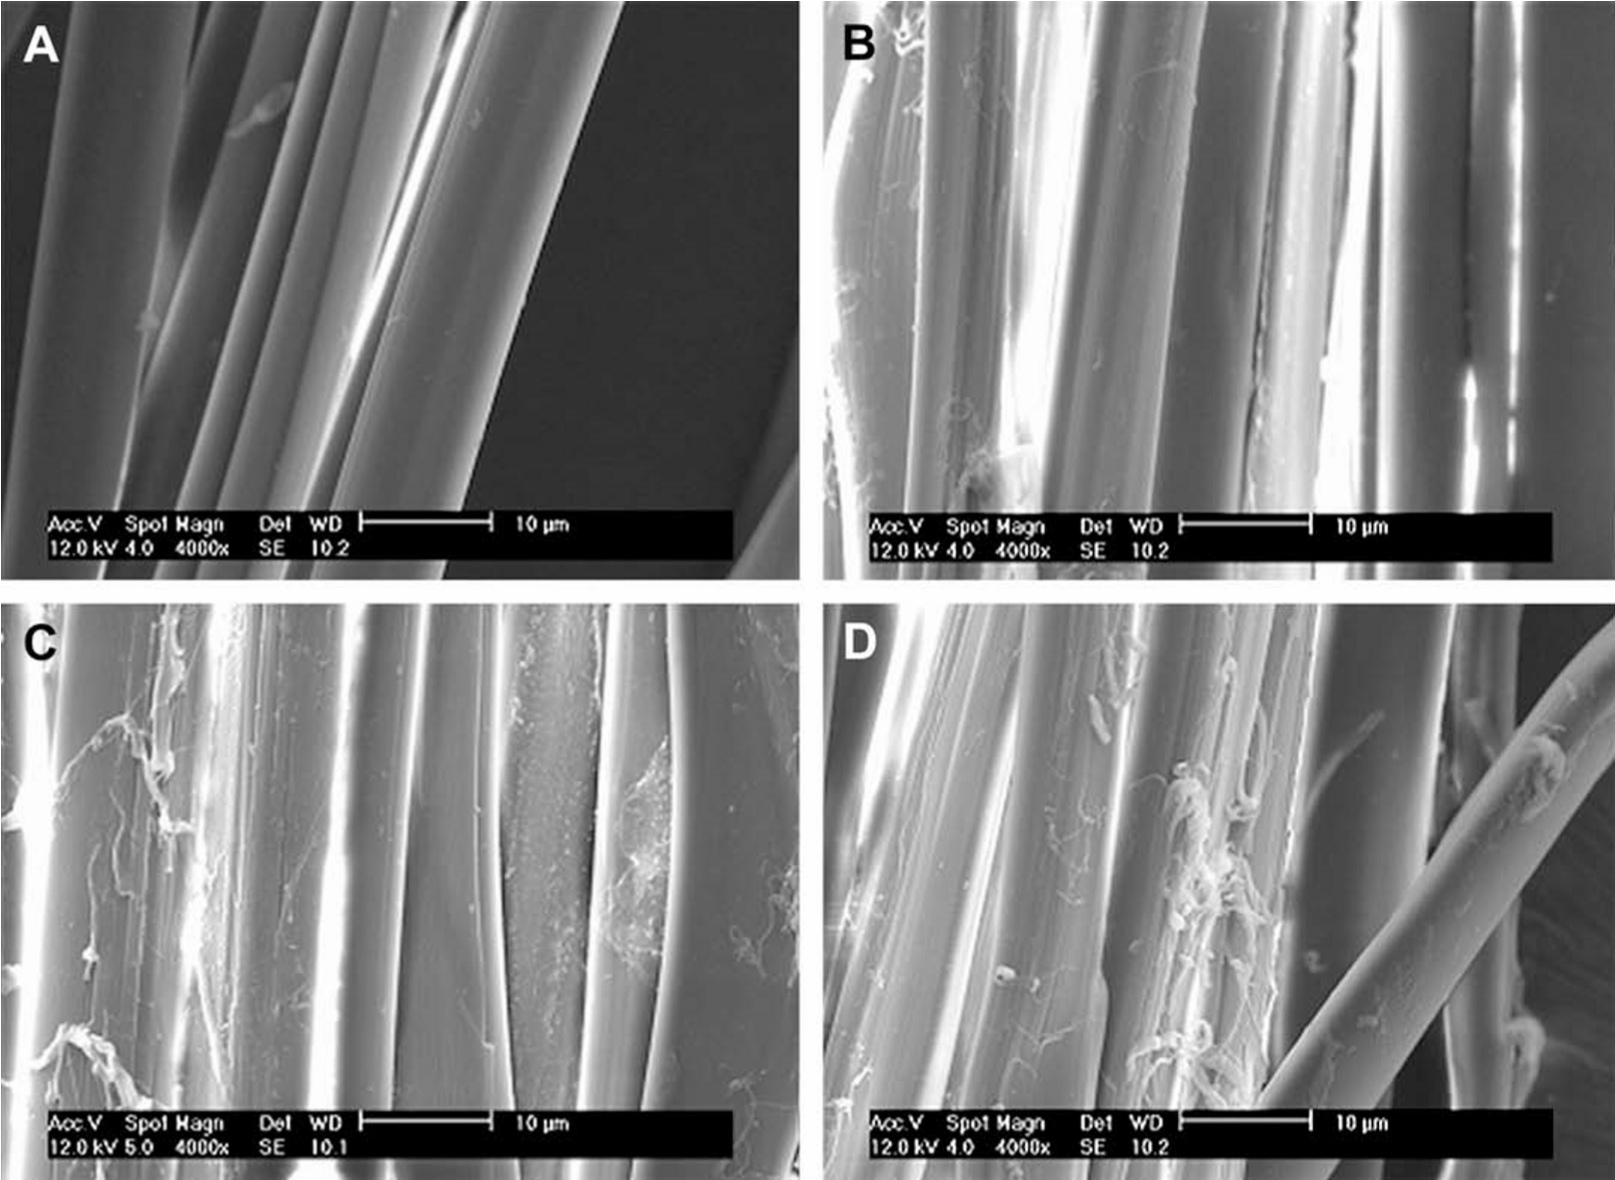 A
Acc.V Spot Magn Det WD 10 µm
12.0 kV 4.0 4000x SE 10.2
B
Acc.V Spot Magn Det WD 10 µm
12.0 kV 4.0 4000x SE 10.2
C
Acc.V Spot Magn Det WD 10 µm
12.0 kV 5.0 4000x SE 10.1
D
Acc.V Spot Magn Det WD 10 µm
12.0 kV 4.0 4000x SE 10.2